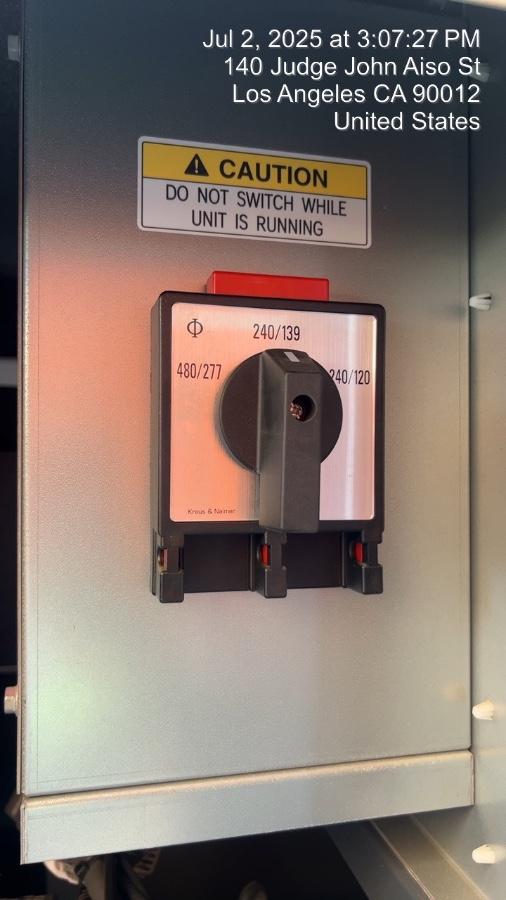 Jul 2, 2025 at 3:07:27 PM
140 Judge John Aiso St
Los Angeles CA 90012
United States
CAUTION
DO NOT SWITCH WHILE
UNIT IS RUNNING
Φ
240/139
480/277
240/120
Kraus & Naimer